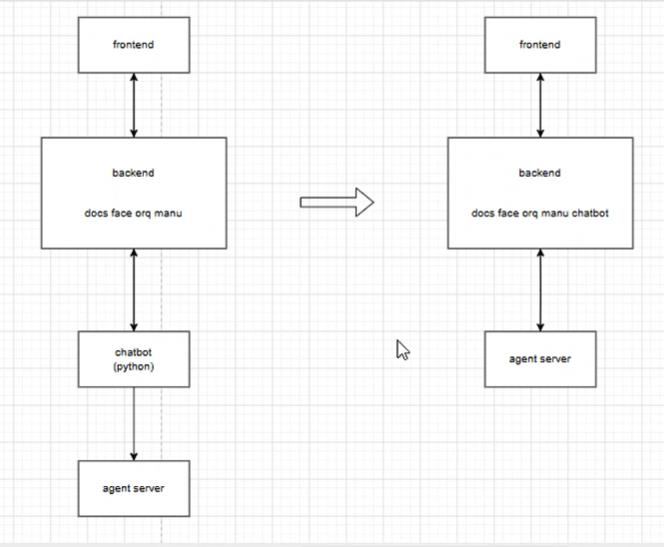 frontend
backend
docs face orq manu
chatbot
(python)
agent server
frontend
backend
docs face orq manu chatbot
agent server